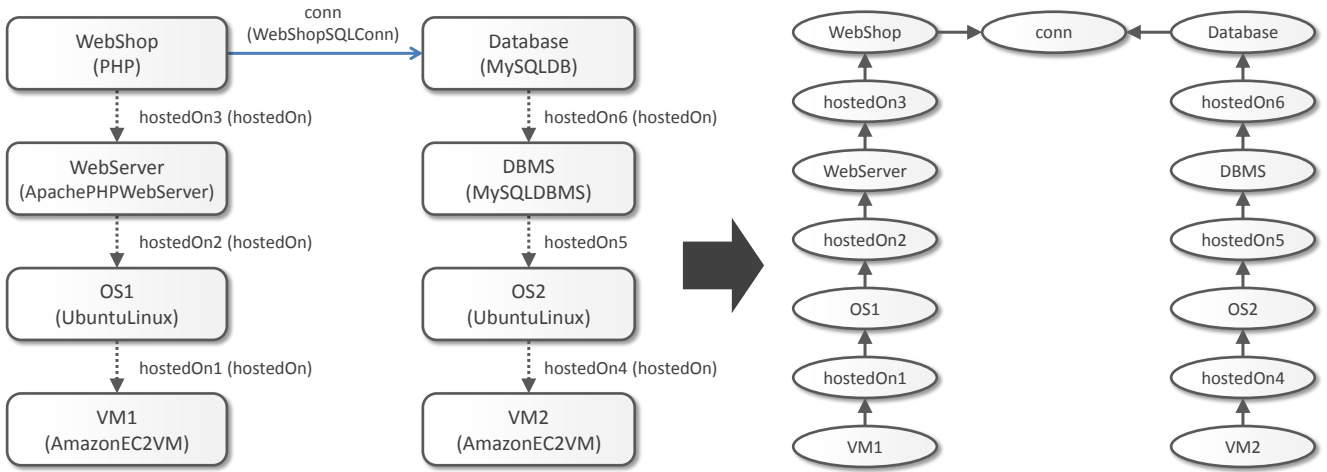 conn
(WebShopSQLConn)
WebShop
(PHP)
Database
(MySQLDB)
hostedOn3 (hostedOn)
hostedOn6 (hostedOn)
WebServer
(ApachePHPWebServer)
DBMS
(MySQLDBMS)
hostedOn2 (hostedOn)
hostedOn5
OS1
(UbuntuLinux)
OS2
(UbuntuLinux)
hostedOn1 (hostedOn)
hostedOn4 (hostedOn)
VM1
(AmazonEC2VM)
VM2
(AmazonEC2VM)
WebShop
conn
Database
hostedOn3
hostedOn6
WebServer
DBMS
hostedOn2
hostedOn5
OS1
OS2
hostedOn1
hostedOn4
VM1
VM2